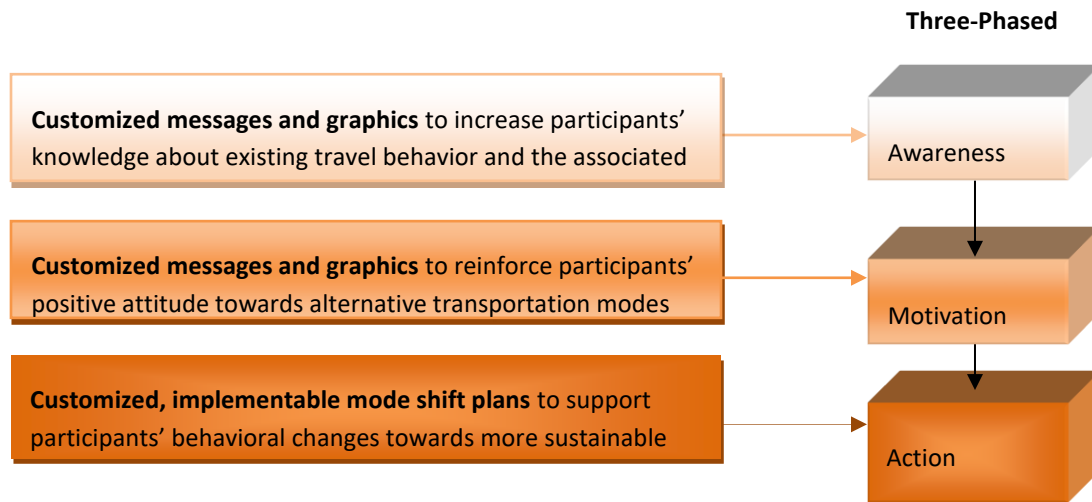 Three-Phased
Customized messages and graphics to increase participants’
knowledge about existing travel behavior and the associated
Awareness
Customized messages and graphics to reinforce participants’
positive attitude towards alternative transportation modes
Motivation
Customized, implementable mode shift plans to support
participants’ behavioral changes towards more sustainable
Action